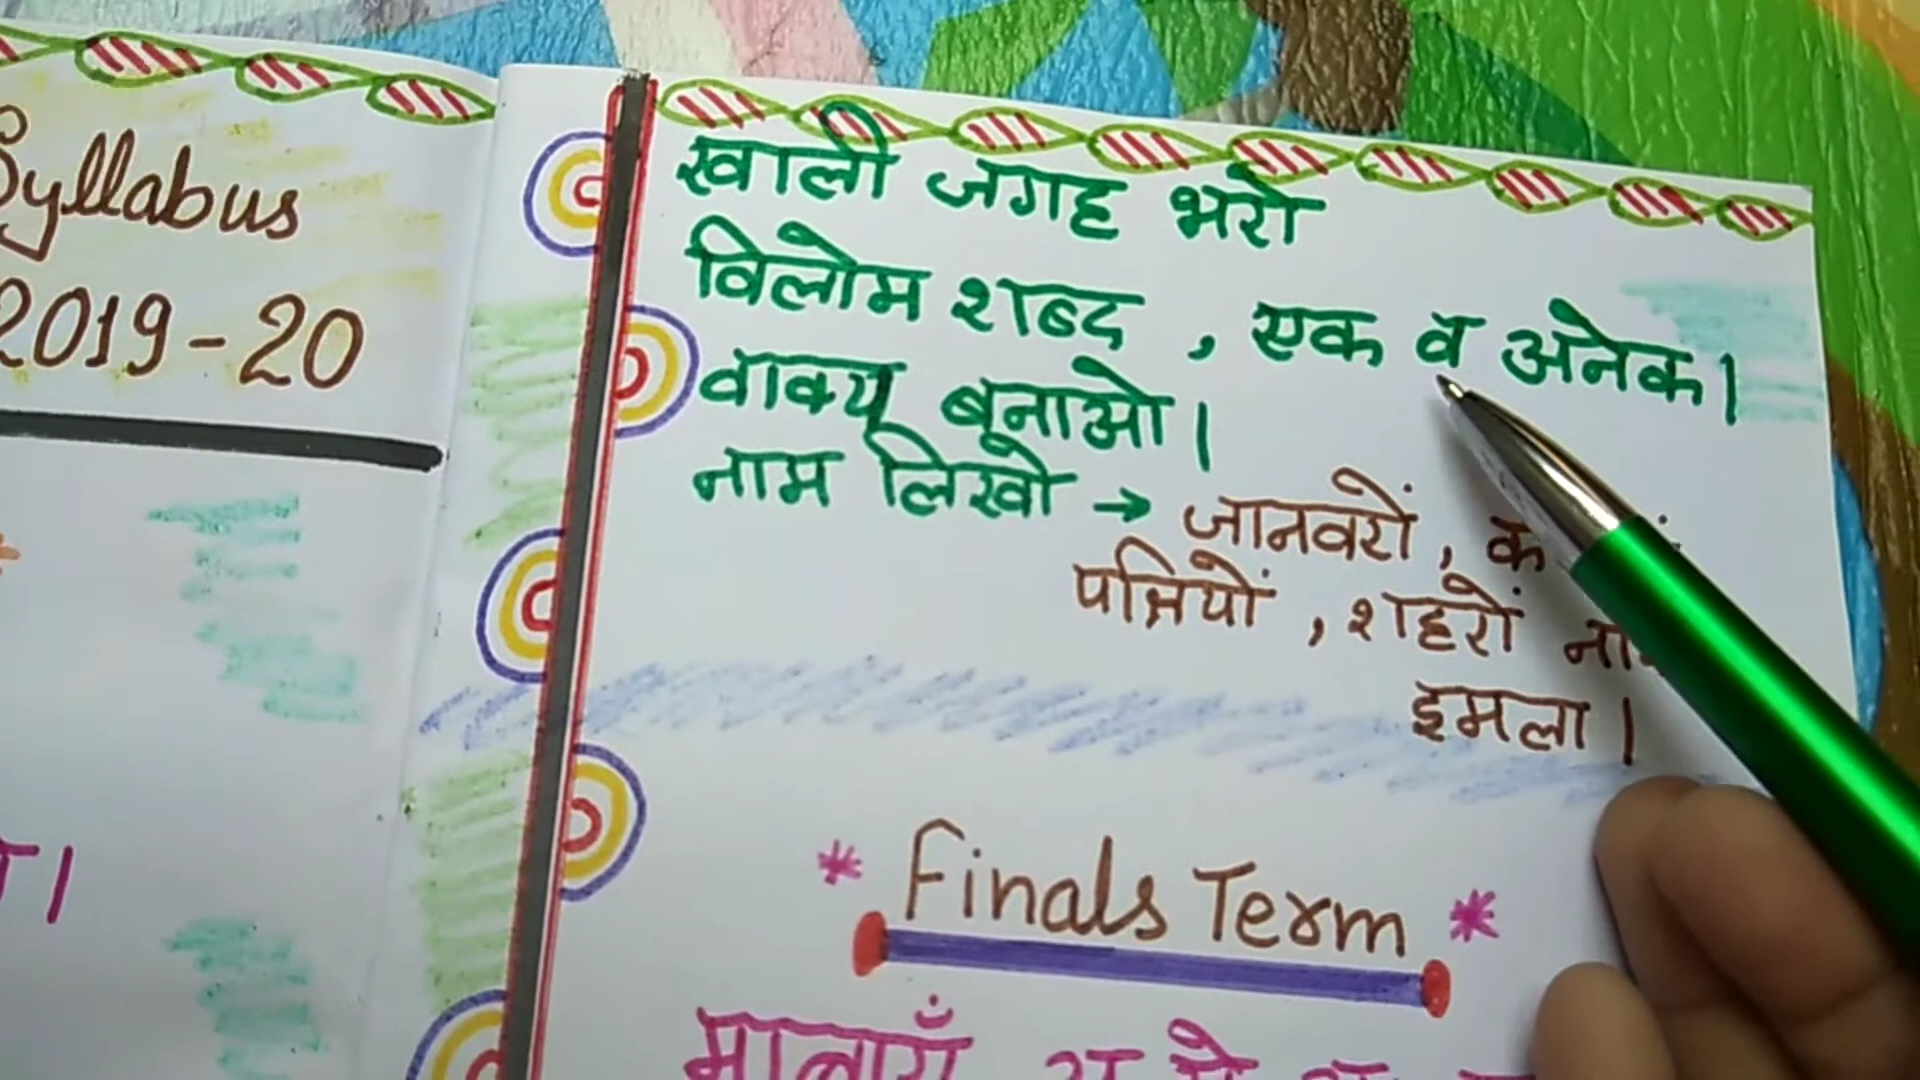 Syllabus
2019-20
खाली जगह भरो
विलोम शब्द , एक व अनेक।
वाक्य बनाओ।
नाम लिखो → जानवरों,
पक्षियों , शहरों
इमला।
* Finals Term *
मात्राएँ